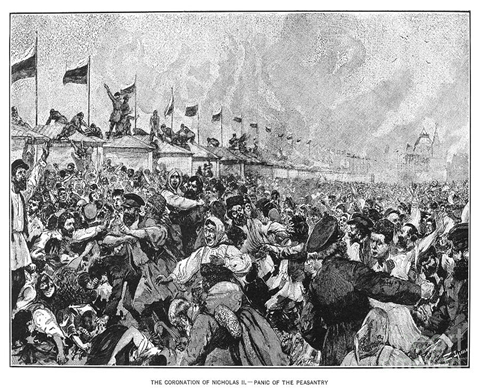 THE CORONATION OF NICHOLAS II.—PANIC OF THE PEASANTRY